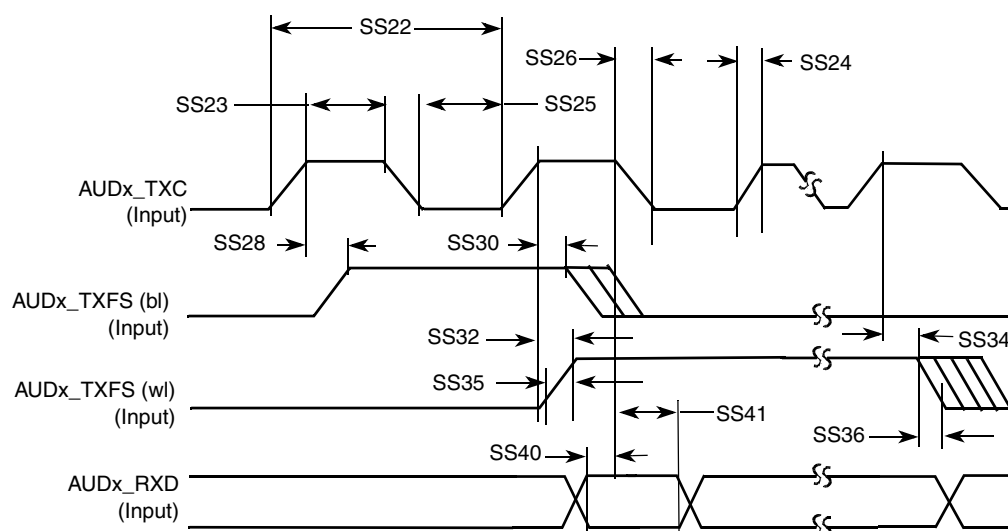 SS22
SS26
SS24
SS23
SS25
AUDx_TXC
(Input)
SS28
SS30
AUDx_TXFS (bl)
(Input)
SS32
SS34
AUDx_TXFS (wl)
(Input)
SS35
SS41
SS36
SS40
AUDx_RXD
(Input)